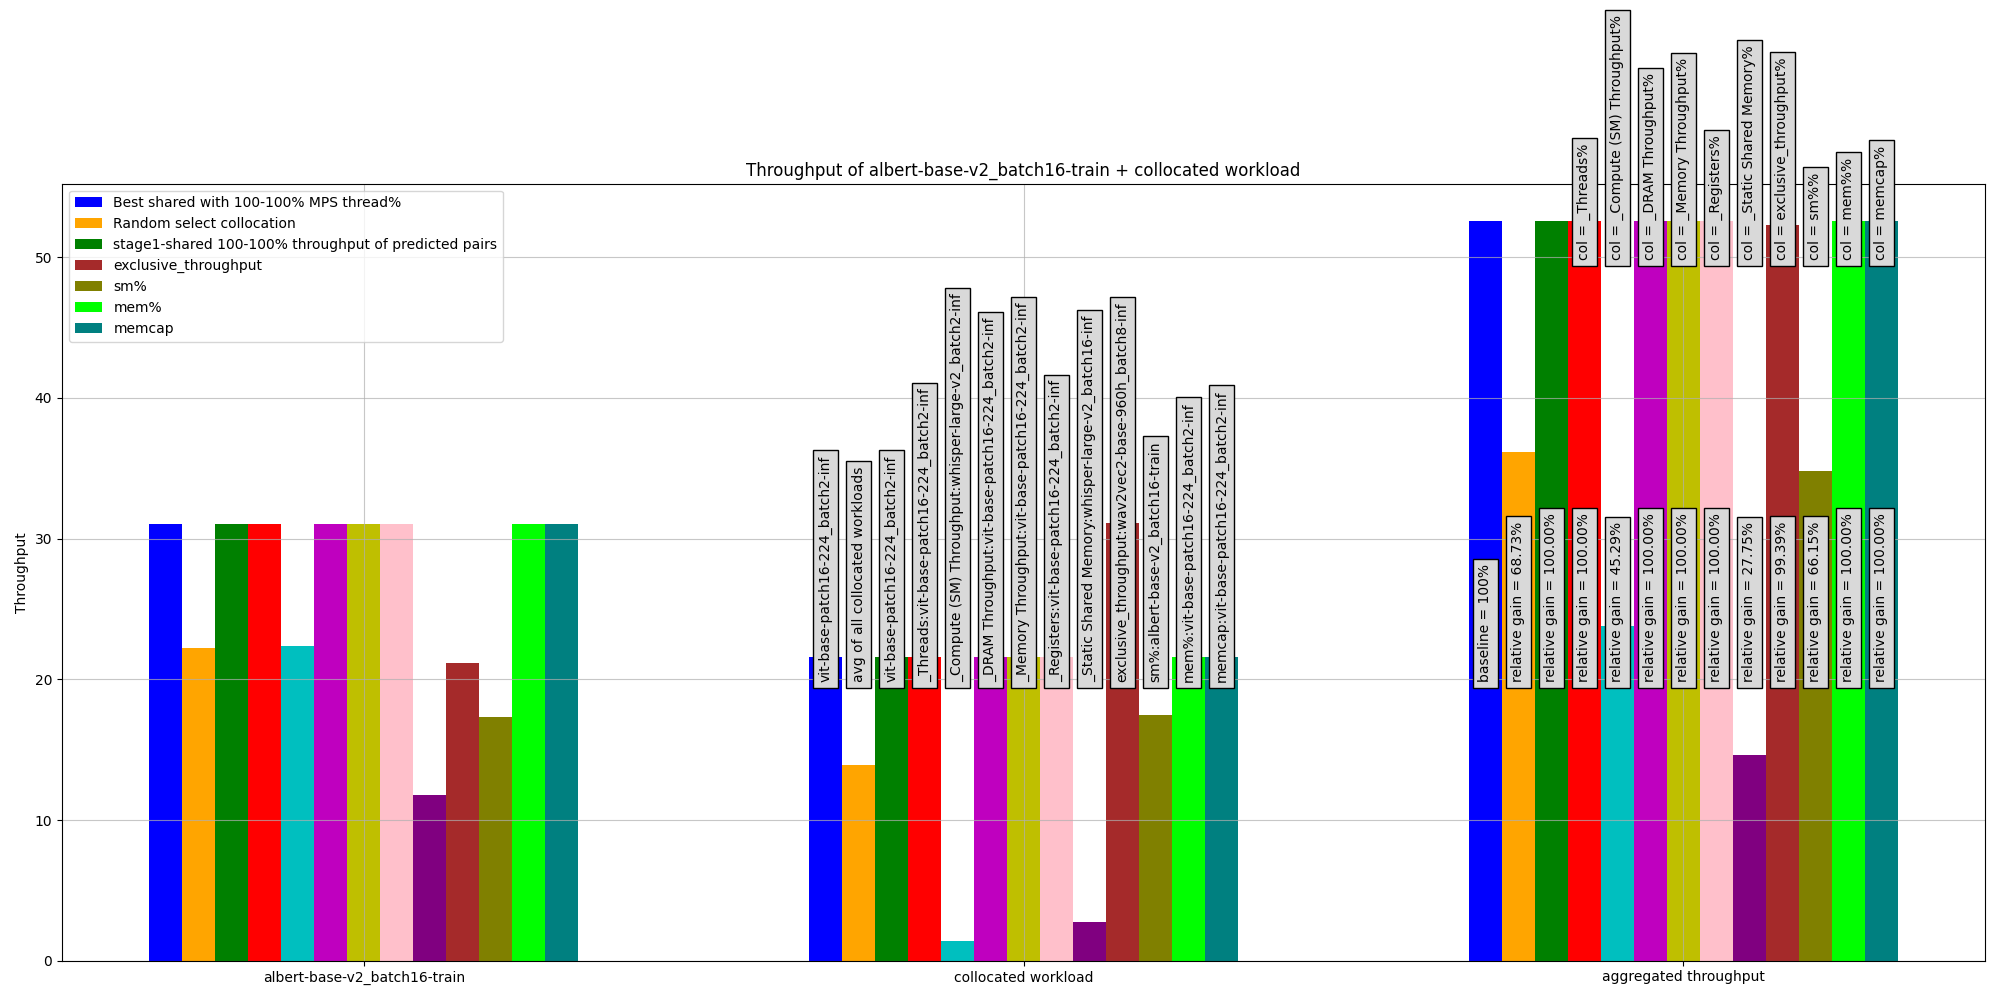 col = _Threads%
col = _Compute (SM) Throughput%
col = _DRAM Throughput%
col = _Memory Throughput%
col = _Registers%
col = _Static Shared Memory%
col = exclusive_throughput%
col = sm%%
col = mem%%
col = memcap%
Throughput of albert-base-v2_batch16-train + collocated workload
Best shared with 100-100% MPS thread%
Random select collocation
stage1-shared 100-100% throughput of predicted pairs
exclusive_throughput
sm%
mem%
memcap
Throughput
50
40
30
20
10
0
vit-base-patch16-224_batch2-inf
avg of all collocated workloads
vit-base-patch16-224_batch2-inf
_Threads:vit-base-patch16-224_batch2-inf
_Compute (SM) Throughput:whisper-large-v2_batch2-inf
_DRAM Throughput:vit-base-patch16-224_batch2-inf
_Memory Throughput:vit-base-patch16-224_batch2-inf
_Registers:vit-base-patch16-224_batch2-inf
_Static Shared Memory:whisper-large-v2_batch16-inf
exclusive_throughput:wav2vec2-base-960h_batch8-inf
sm%:albert-base-v2_batch16-train
mem%:vit-base-patch16-224_batch2-inf
memcap:vit-base-patch16-224_batch2-inf
baseline = 100%
relative gain = 68.73%
relative gain = 100.00%
relative gain = 100.00%
relative gain = 45.29%
relative gain = 100.00%
relative gain = 100.00%
relative gain = 100.00%
relative gain = 27.75%
relative gain = 99.39%
relative gain = 66.15%
relative gain = 100.00%
relative gain = 100.00%
albert-base-v2_batch16-train
collocated workload
aggregated throughput